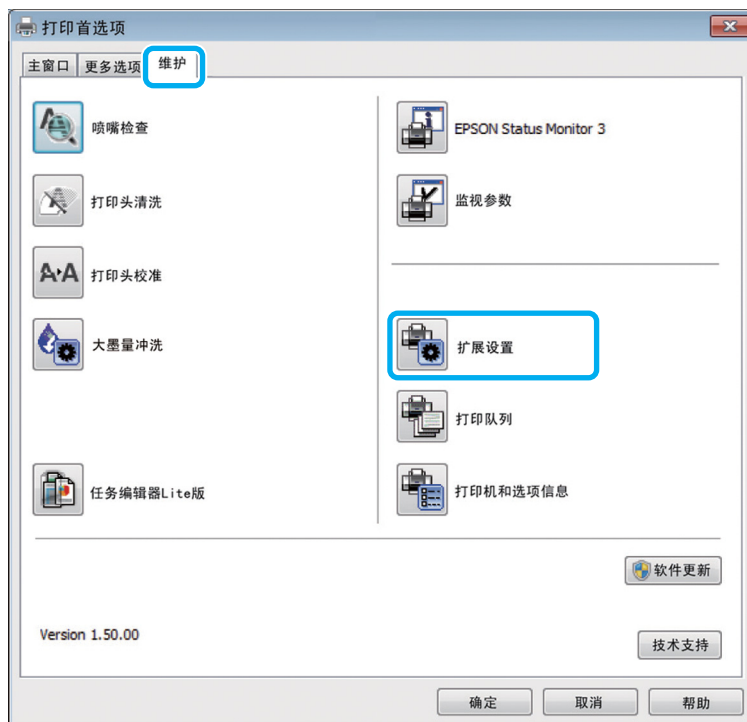 打印首选项
主窗口 更多选项 维护
喷嘴检查
打印头清洗
打印头校准
大墨量冲洗
任务编辑器Lite版
EPSON Status Monitor 3
监视参数
扩展设置
打印队列
打印机和选项信息
软件更新
Version 1.50.00
技术支持
确定 取消 帮助